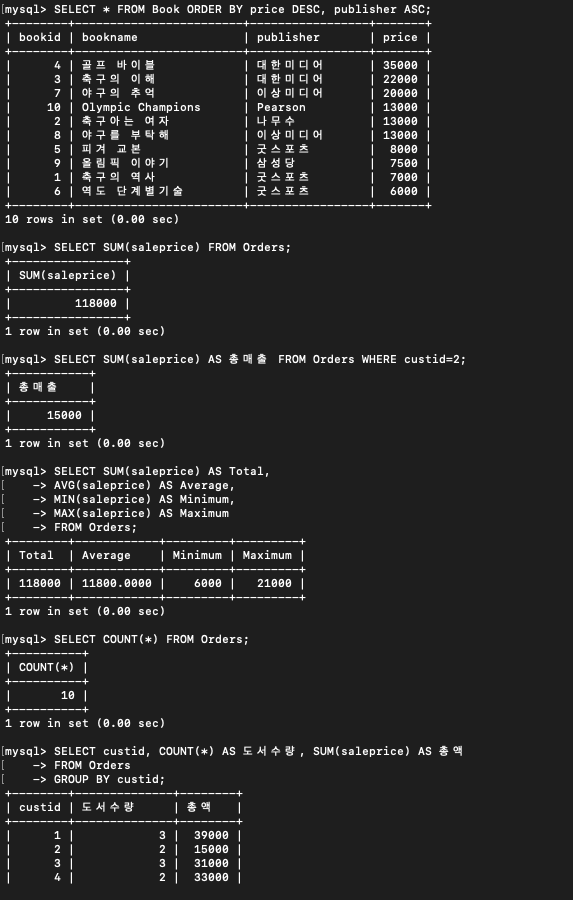 mysql> SELECT * FROM Book ORDER BY price DESC, publisher ASC;
+--------+------------------------+------------------+-------+
| bookid | bookname               | publisher        | price |
+--------+------------------------+------------------+-------+
|      4 | 골프 바이블            | 대한미디어       | 35000 |
|      3 | 축구의 이해            | 대한미디어       | 22000 |
|      7 | 야구의 추억            | 이상미디어       | 20000 |
|     10 | Olympic Champions      | Pearson          | 13000 |
|      2 | 축구아는 여자          | 나무수           | 13000 |
|      8 | 야구를 부탁해          | 이상미디어       | 13000 |
|      5 | 피겨 교본              | 굿스포츠         |  8000 |
|      9 | 올림픽 이야기          | 삼성당           |  7500 |
|      1 | 축구의 역사            | 굿스포츠         |  7000 |
|      6 | 역도 단계별기술        | 굿스포츠         |  6000 |
+--------+------------------------+------------------+-------+
10 rows in set (0.00 sec)
mysql> SELECT SUM(saleprice) FROM Orders;
+----------------+
| SUM(saleprice) |
+----------------+
|         118000 |
+----------------+
1 row in set (0.00 sec)
mysql> SELECT SUM(saleprice) AS 총매출 FROM Orders WHERE custid=2;
+-----------+
| 총매출    |
+-----------+
|     15000 |
+-----------+
1 row in set (0.00 sec)
mysql> SELECT SUM(saleprice) AS Total,
    -> AVG(saleprice) AS Average,
    -> MIN(saleprice) AS Minimum,
    -> MAX(saleprice) AS Maximum
    -> FROM Orders;
+--------+------------+---------+---------+
| Total  | Average    | Minimum | Maximum |
+--------+------------+---------+---------+
| 118000 | 11800.0000 |    6000 |   21000 |
+--------+------------+---------+---------+
1 row in set (0.00 sec)
mysql> SELECT COUNT(*) FROM Orders;
+----------+
| COUNT(*) |
+----------+
|       10 |
+----------+
1 row in set (0.00 sec)
mysql> SELECT custid, COUNT(*) AS 도서수량, SUM(saleprice) AS 총액
    -> FROM Orders
    -> GROUP BY custid;
+--------+--------------+--------+
| custid | 도서수량     | 총액   |
+--------+--------------+--------+
|      1 |            3 |  39000 |
|      2 |            2 |  15000 |
|      3 |            3 |  31000 |
|      4 |            2 |  33000 |